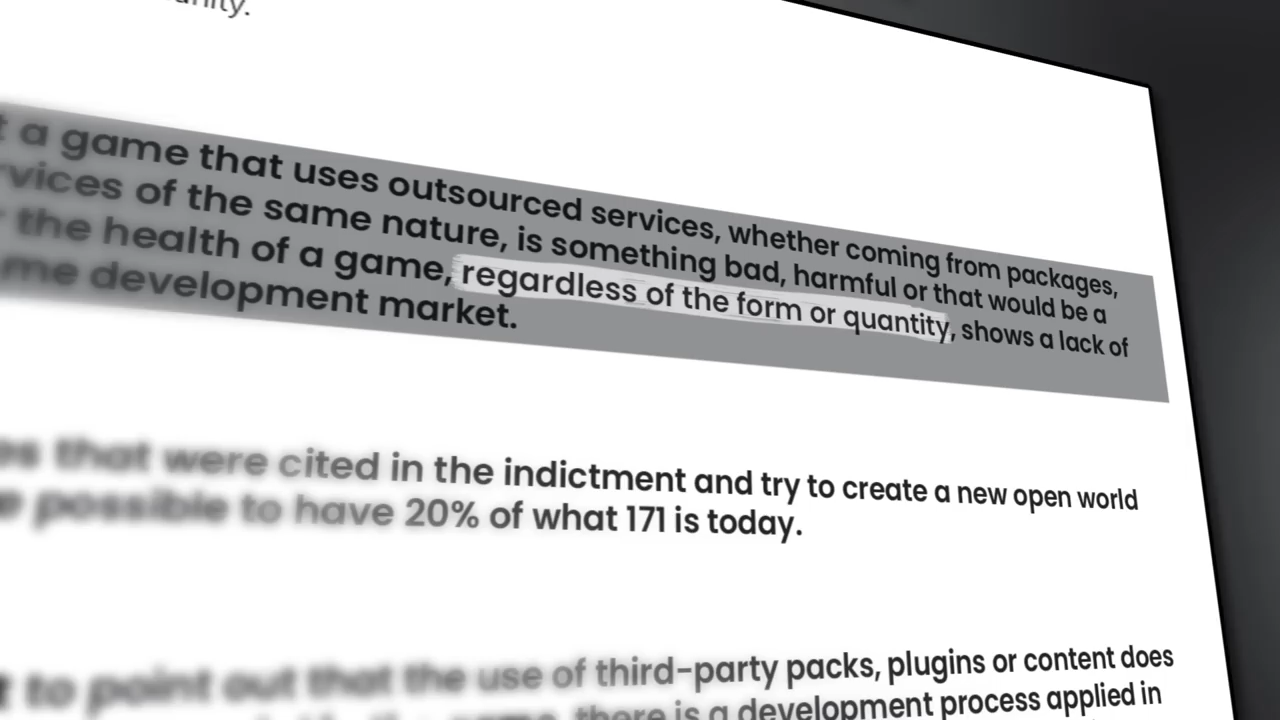 a game that uses outsourced services, whether coming from packages,
of the same nature, is something bad, harmful or that would be a
the health of a game, regardless of the form or quantity, shows a lack of
development market.
that were cited in the indictment and try to create a new open world
possible to have 20% of what 171 is today.
to point out that the use of third-party packs, plugins or content does
there is a development process applied in